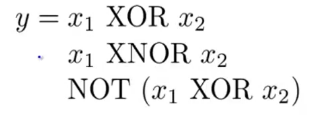 y = x₁ XOR x₂
x₁ XNOR x₂
NOT (x₁ XOR x₂)